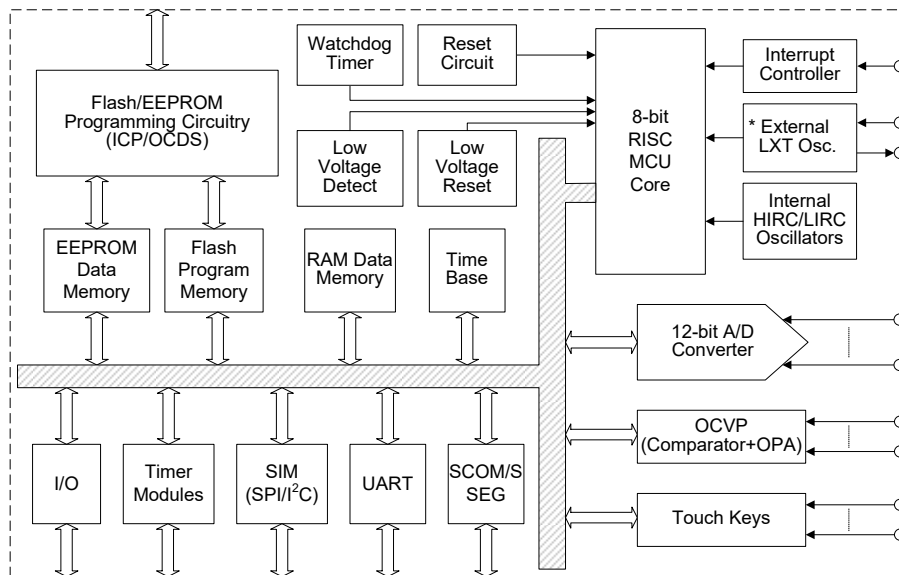 Watchdog
Timer
Reset
Circuit
Flash/EEPROM
Programming Circuitry
(ICP/OCDS)
Low
Voltage
Detect
Low
Voltage
Reset
8-bit
RISC
MCU
Core
Interrupt
Controller
* External
LXT Osc.
Internal
HIRC/LIRC
Oscillators
EEPROM
Data
Memory
Flash
Program
Memory
RAM Data
Memory
Time
Base
12-bit A/D
Converter
OCVP
(Comparator+OPA)
Touch Keys
I/O
Timer
Modules
SIM
(SPI/I²C)
UART
SCOM/S
SEG